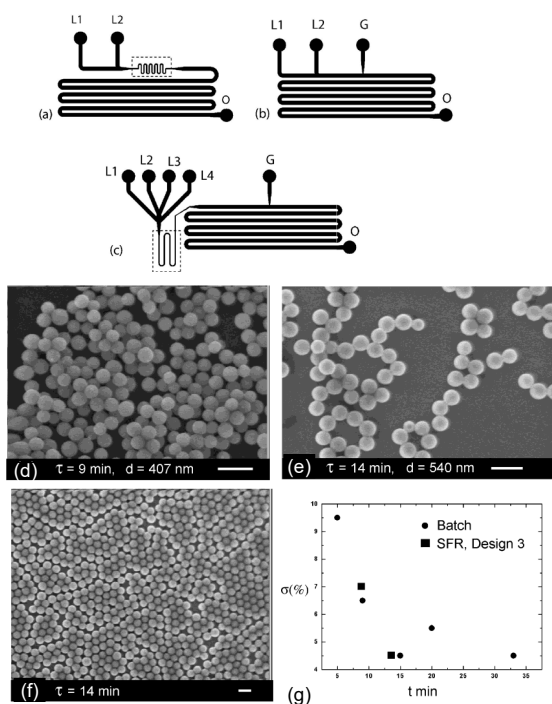 L1 L2
(a)
O
L1 L2 G
(b)
O
L1 L2 L3 L4
G
(c)
O
(d) τ = 9 min, d = 407 nm
(e) τ = 14 min, d = 540 nm
(f) τ = 14 min
10
9
8
7
6
5
4
σ(%)
Batch
SFR, Design 3
5 10 15 20 25 30 35
(g) t min